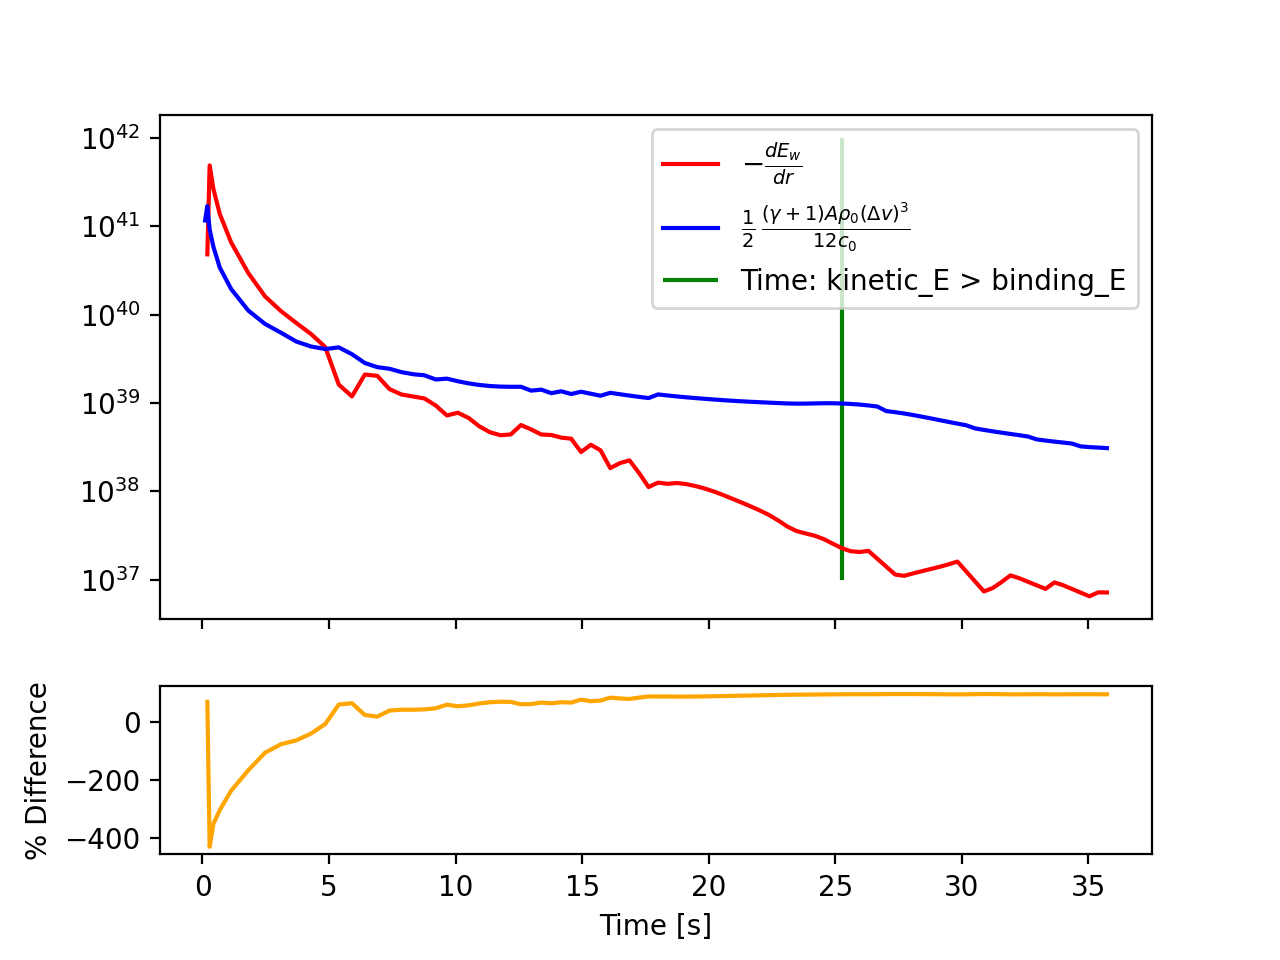 10^42
10^41
10^40
10^39
10^38
10^37
−dE_w/dr
1/2 (γ+1)Aρ_0(Δv)^3/12c_0
Time: kinetic_E > binding_E
% Difference
0
−200
−400
0 5 10 15 20 25 30 35
Time [s]